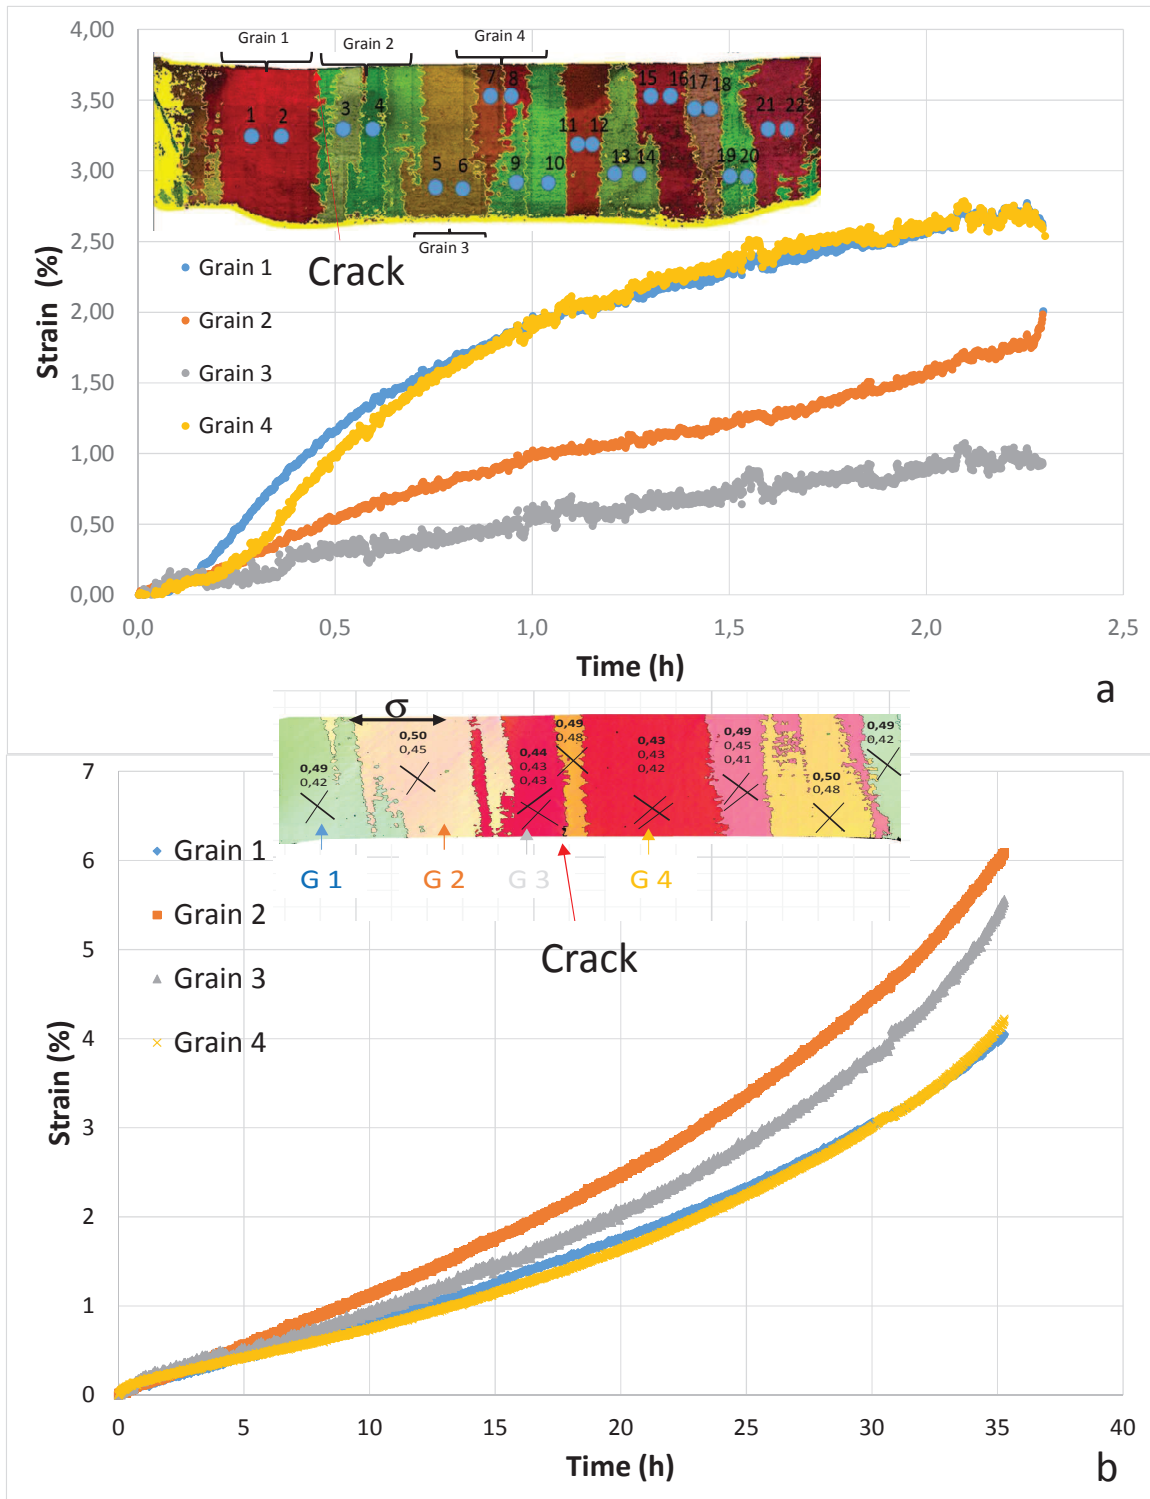 4,00
3,50
3,00
2,50
2,00
1,50
1,00
0,50
0,00
Strain (%)
Grain 1
Grain 2
Grain 4
1
2
3
4
5
6
7
8
9
10
11
12
13
14
15
16
17
18
19
20
21
22
Grain 3
Crack
Grain 1
Grain 2
Grain 3
Grain 4
0,0
0,5
1,0
1,5
2,0
2,5
Time (h)
a
σ
0,49
0,42
0,50
0,45
0,44
0,43
0,43
0,49
0,48
0,43
0,43
0,42
0,49
0,45
0,41
0,50
0,48
0,49
0,42
G 1
G 2
G 3
G 4
Crack
7
6
5
4
3
2
1
0
Strain (%)
Grain 1
Grain 2
Grain 3
Grain 4
0
5
10
15
20
25
30
35
40
Time (h)
b